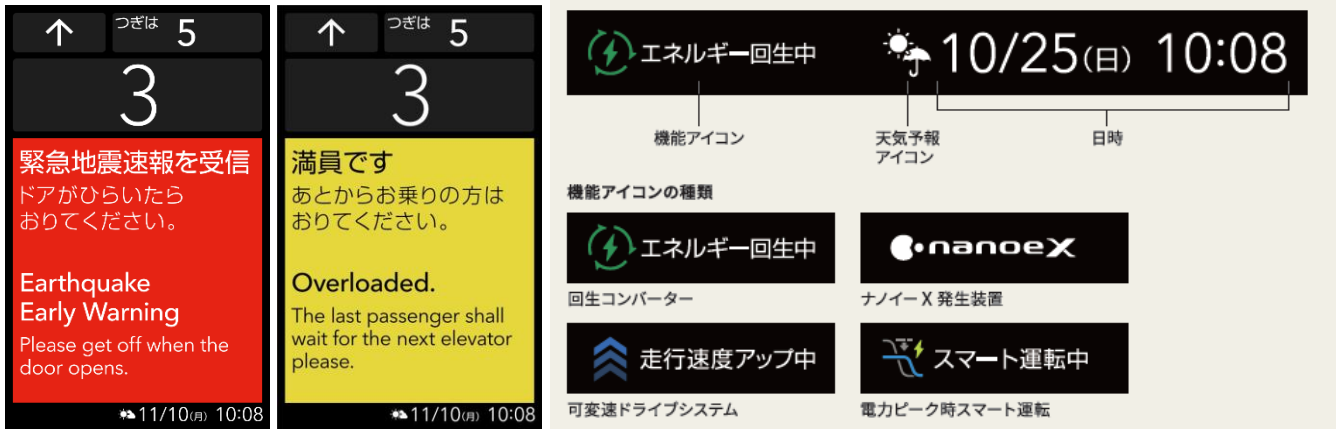 ↑
つぎは 5
3
緊急地震速報を受信
ドアがひらいたら
おりてください。
Earthquake
Early Warning
Please get off when the
door opens.
11/10(月) 10:08
↑
つぎは 5
3
満員です
あとからお乗りの方は
おりてください。
Overloaded.
The last passenger shall
wait for the next elevator
please.
11/10(月) 10:08
エネルギー回生中 10/25(日) 10:08
機能アイコン
天気予報
アイコン
日時
機能アイコンの種類
エネルギー回生中
回生コンバーター
nanoeX
ナノイーX 発生装置
走行速度アップ中
可変速ドライブシステム
スマート運転中
電力ピーク時スマート運転